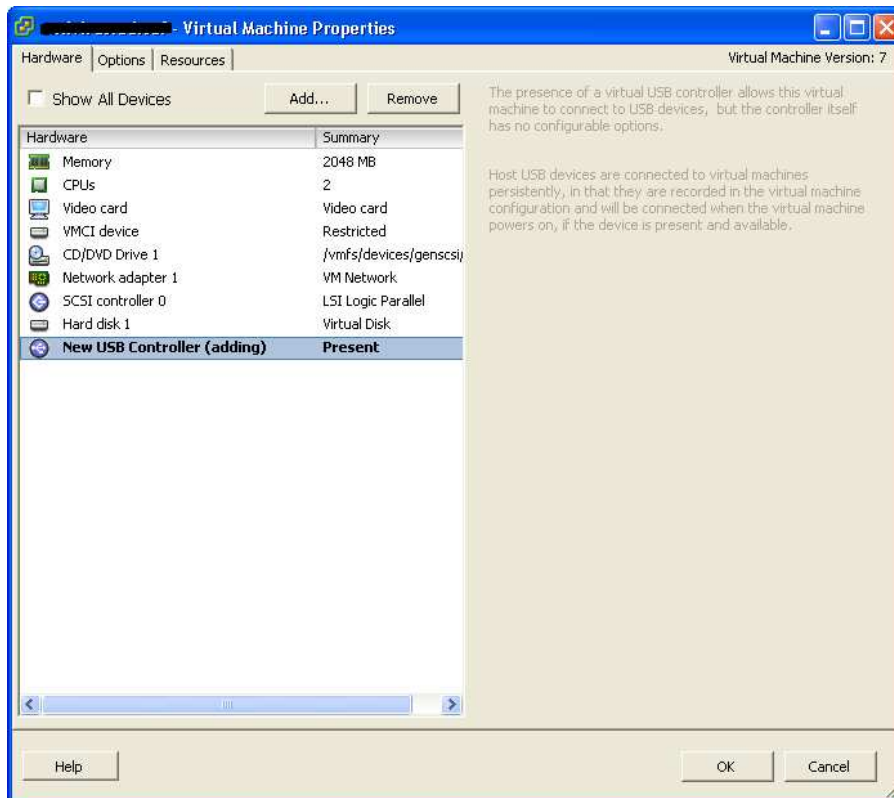 - Virtual Machine Properties
Hardware Options Resources
Virtual Machine Version: 7
Show All Devices
Add...
Remove
Hardware Summary
Memory 2048 MB
CPUs 2
Video card Video card
VMCI device Restricted
CD/DVD Drive 1 /vmfs/devices/genscsi/
Network adapter 1 VM Network
SCSI controller 0 LSI Logic Parallel
Hard disk 1 Virtual Disk
New USB Controller (adding) Present
The presence of a virtual USB controller allows this virtual
machine to connect to USB devices, but the controller itself
has no configurable options.
Host USB devices are connected to virtual machines
persistently, in that they are recorded in the virtual machine
configuration and will be connected when the virtual machine
powers on, if the device is present and available.
Help
OK
Cancel